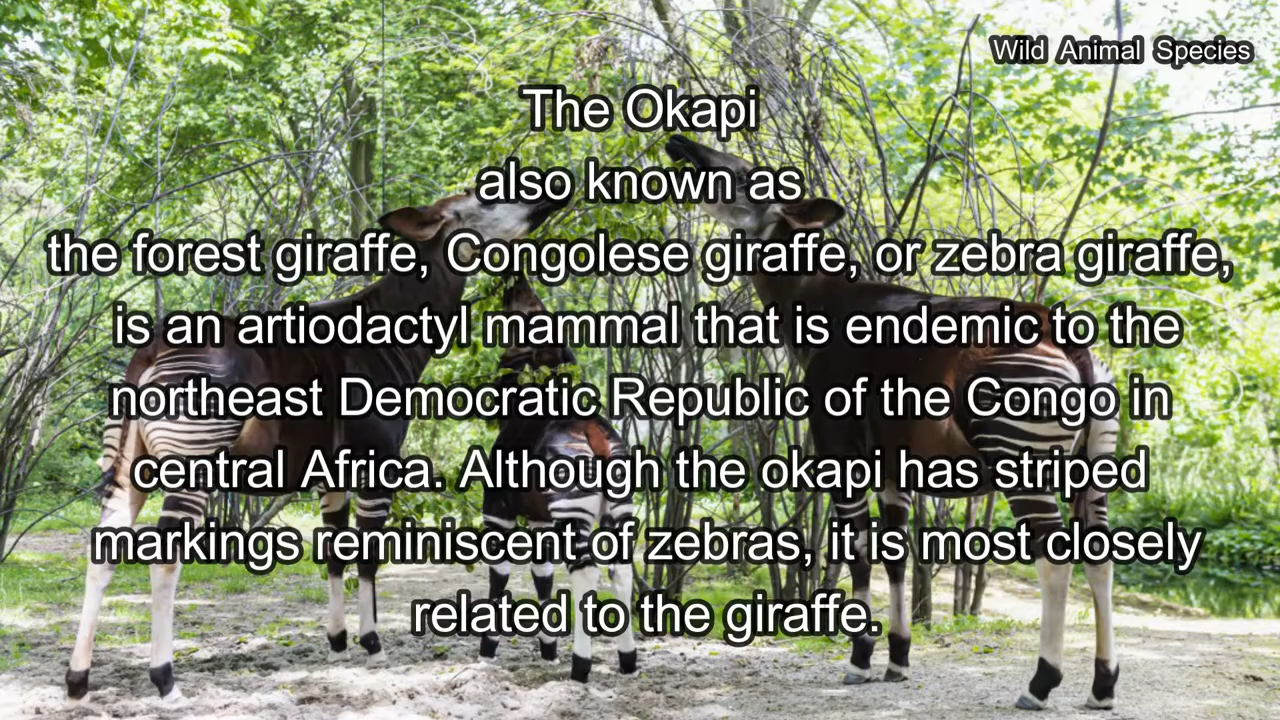 Wild Animal Species
The Okapi
also known as
the forest giraffe, Congolese giraffe, or zebra giraffe,
is an artiodactyl mammal that is endemic to the
northeast Democratic Republic of the Congo in
central Africa. Although the okapi has striped
markings reminiscent of zebras, it is most closely
related to the giraffe.